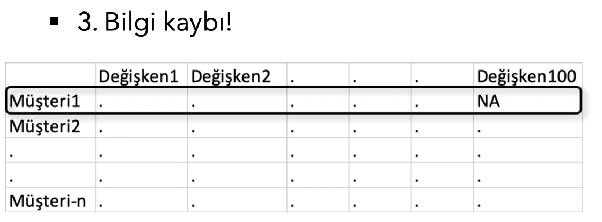 ▪ 3. Bilgi kaybı!
Değişken1 Değişken2 . . . Değişken100
Müşteri1 . . . . . NA
Müşteri2 . . . . . .
. . . . . . .
. . . . . . .
Müşteri-n . . . . . .